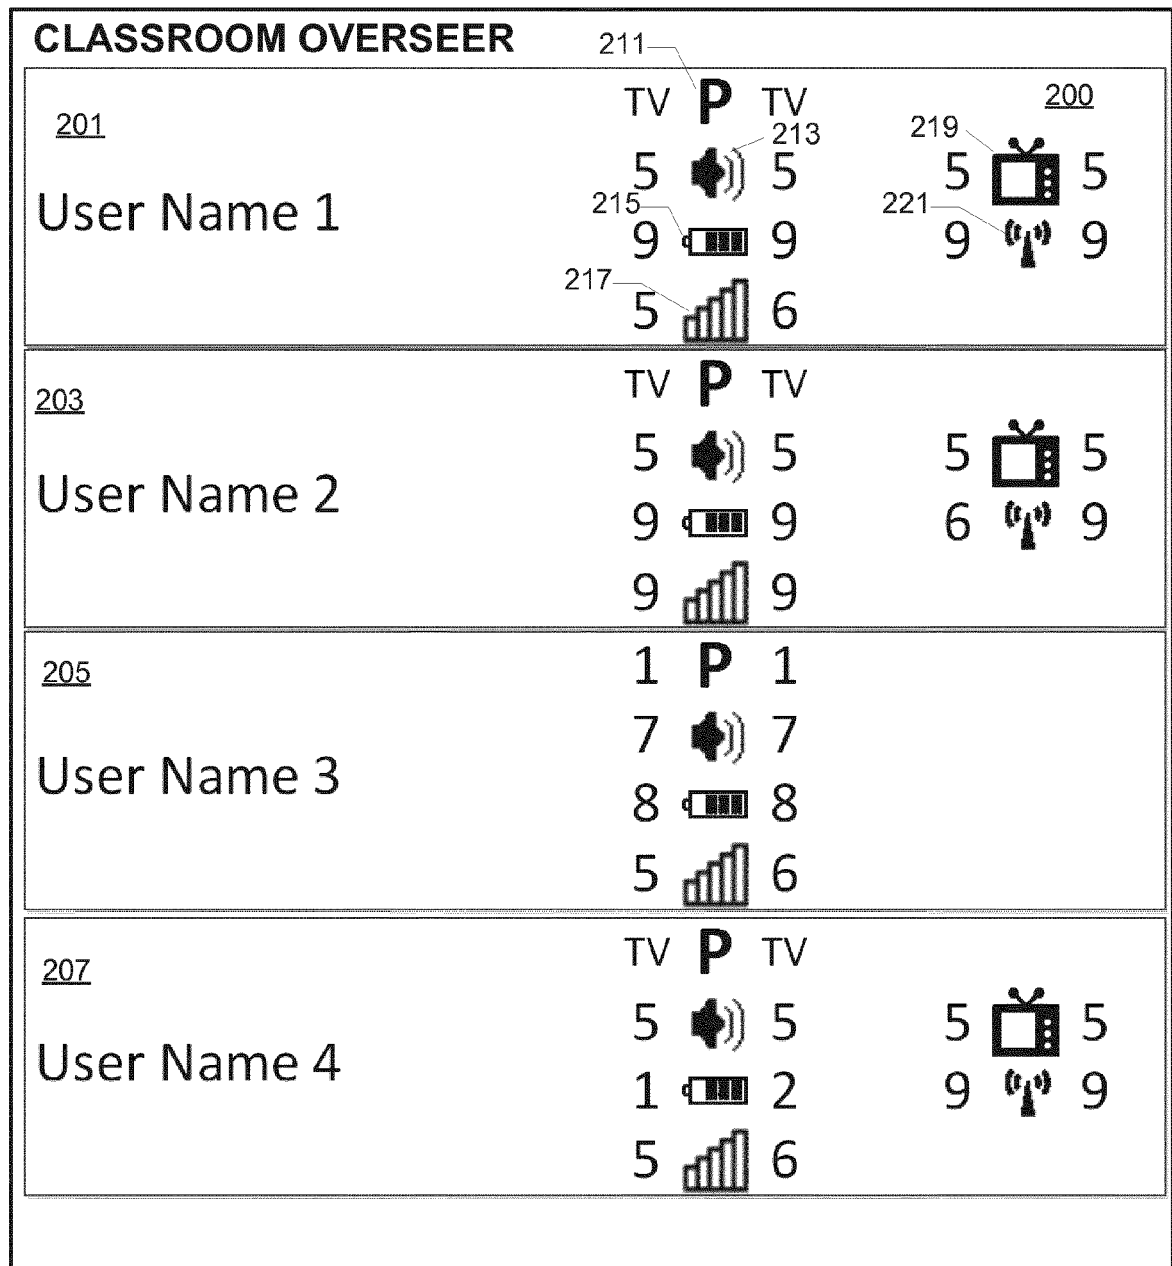 CLASSROOM OVERSEER
211
TV P TV
200
201
213
219
5 5 5 5
User Name 1
215
221
9 9 9 9
217
5 6
TV P TV
203
5 5 5 5
User Name 2
9 9 6 9
9 9
1 P 1
205
7 7
User Name 3
8 8
5 6
TV P TV
207
5 5 5 5
User Name 4
1 2 9 9
5 6